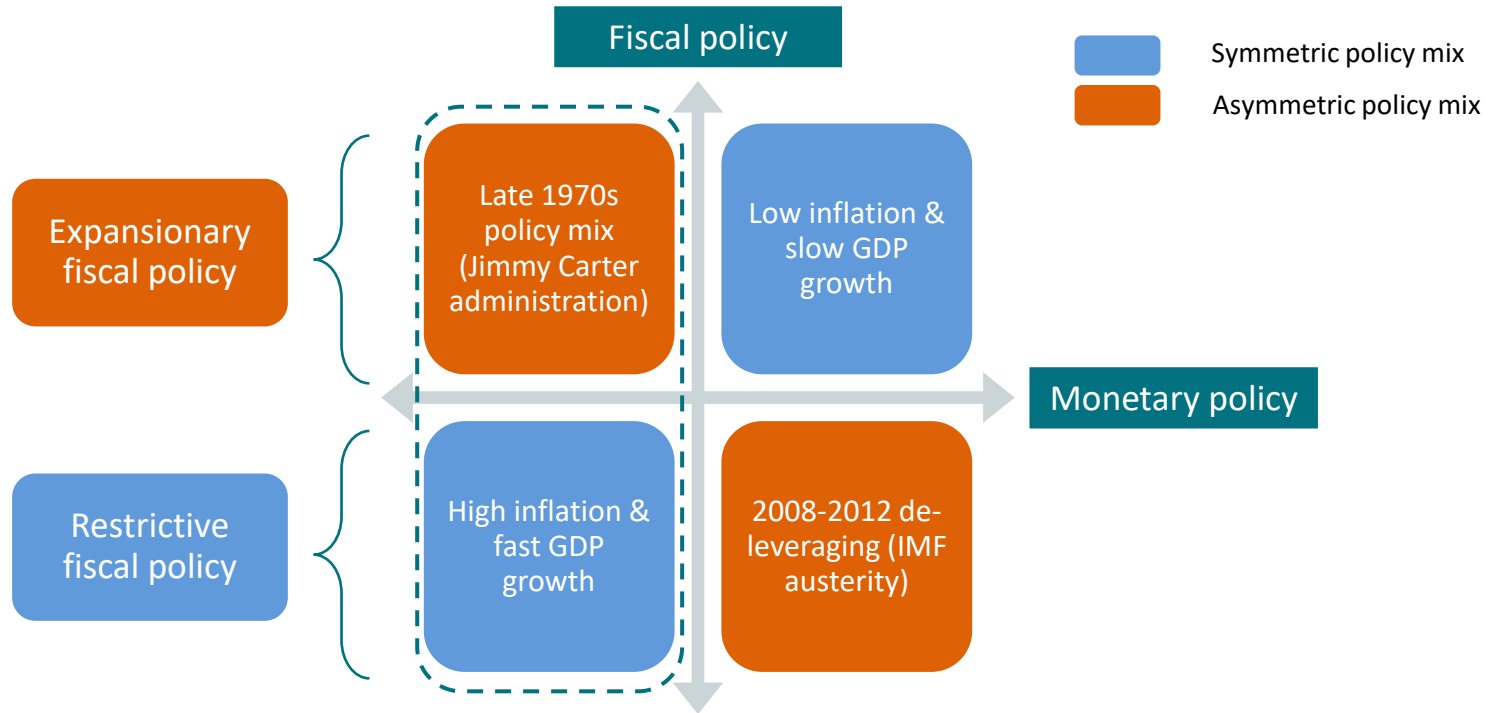 Fiscal policy
Symmetric policy mix
Asymmetric policy mix
Expansionary
fiscal policy
Late 1970s
policy mix
(Jimmy Carter
administration)
Low inflation &
slow GDP
growth
Monetary policy
Restrictive
fiscal policy
High inflation &
fast GDP
growth
2008-2012 de-
leveraging (IMF
austerity)